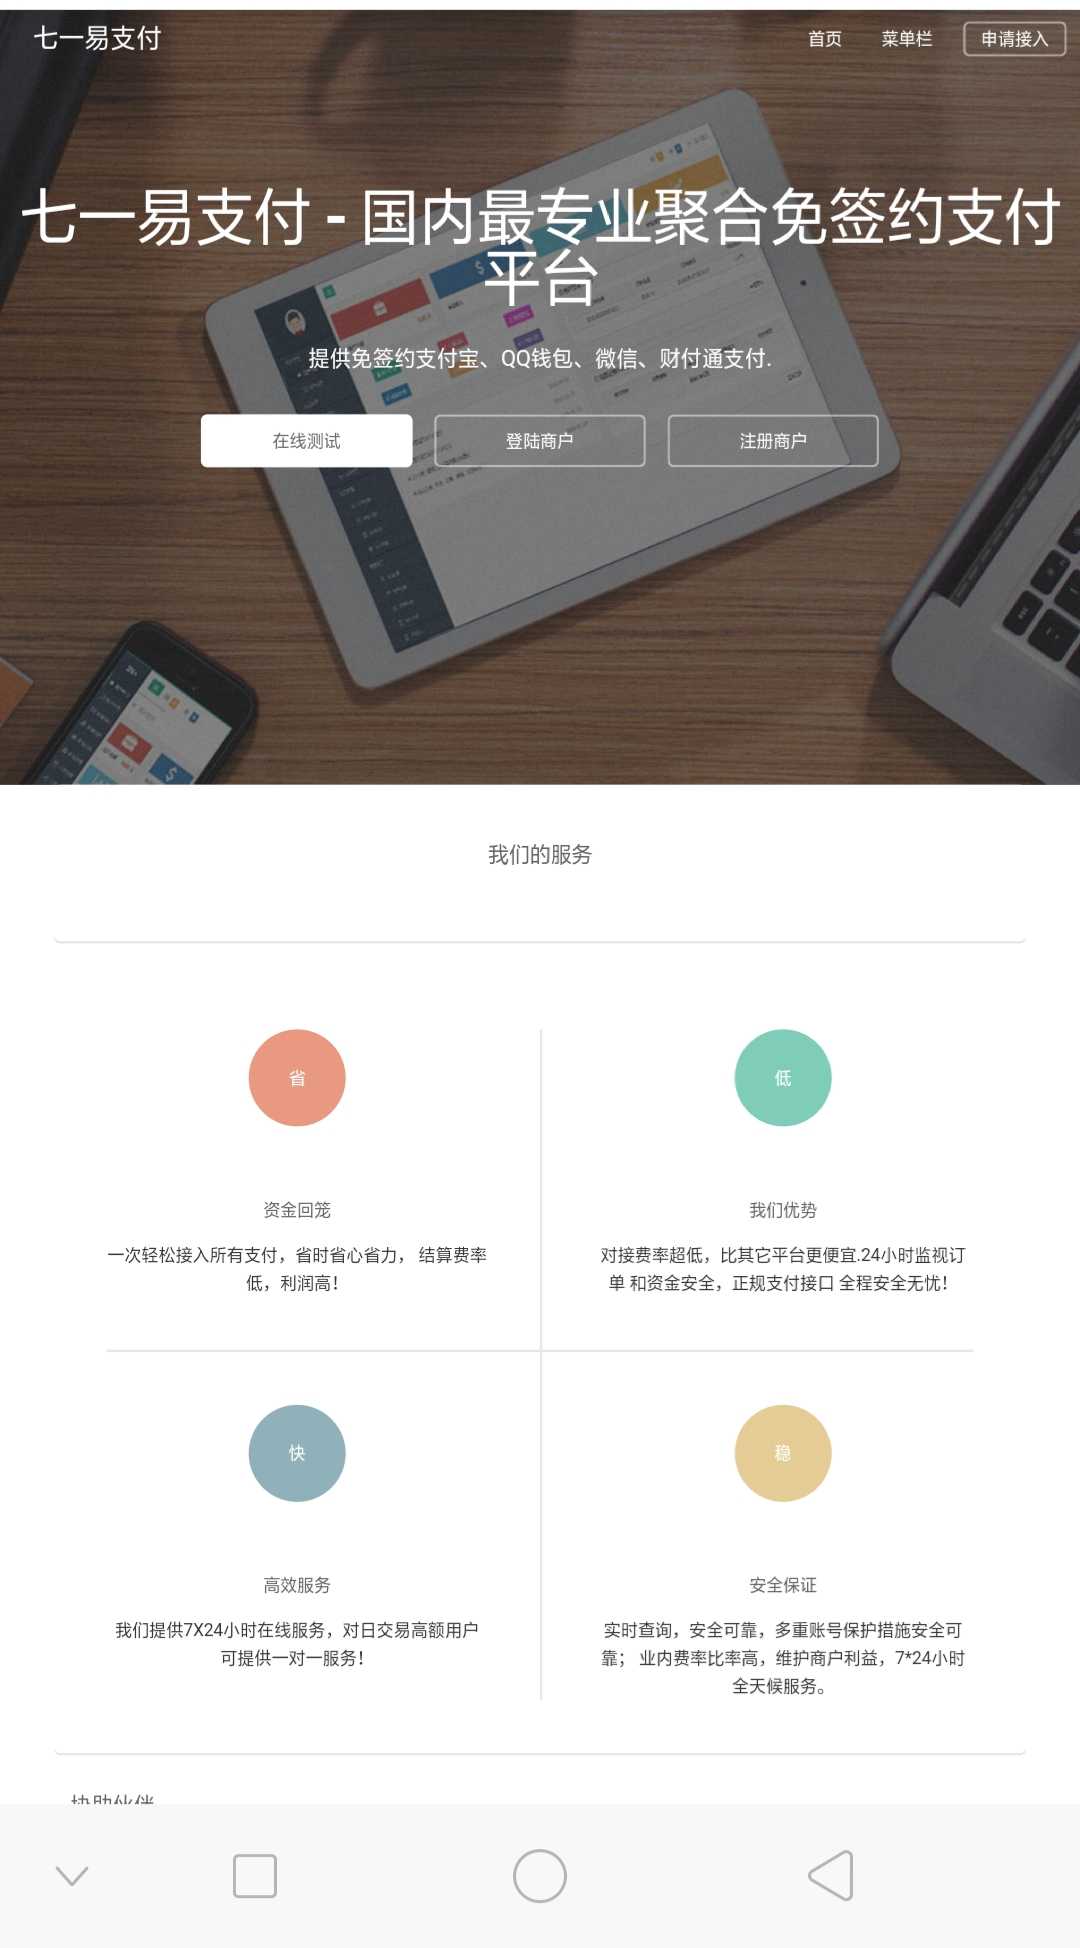 七一易支付
首页 菜单栏 申请接入
七一易支付 - 国内最专业聚合免签约支付
平台
提供免签约支付宝、QQ钱包、微信、财付通支付.
在线测试 登陆商户 注册商户
我们的服务
省
资金回笼
一次轻松接入所有支付，省时省心省力， 结算费率
低，利润高！
低
我们优势
对接费率超低，比其它平台更便宜.24小时监视订
单 和资金安全，正规支付接口 全程安全无忧！
快
高效服务
我们提供7X24小时在线服务，对日交易高额用户
可提供一对一服务！
稳
安全保证
实时查询，安全可靠，多重账号保护措施安全可
靠； 业内费率比率高，维护商户利益，7*24小时
全天候服务。
协助伙伴